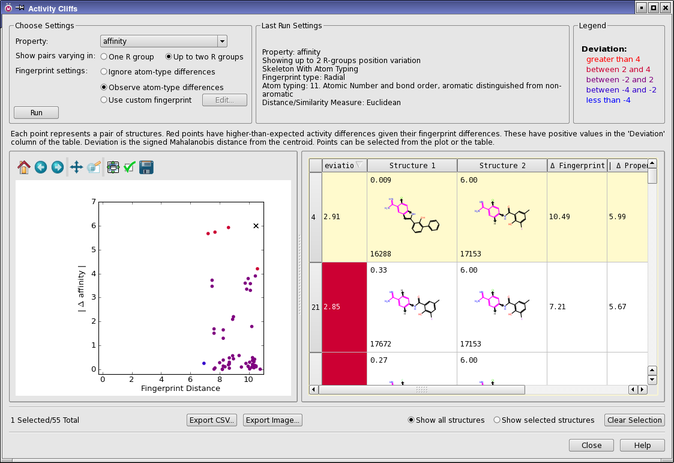 Activity Cliffs
Choose Settings
Property: affinity
Show pairs varying in: One R group Up to two R groups
Fingerprint settings: Ignore atom-type differences
Observe atom-type differences
Use custom fingerprint Edit...
Run
Last Run Settings
Property: affinity
Showing up to 2 R-groups position variation
Skeleton With Atom Typing
Fingerprint type: Radial
Atom typing: 11. Atomic Number and bond order, aromatic distinguished from non-
aromatic
Distance/Similarity Measure: Euclidean
Legend
Deviation:
greater than 4
between 2 and 4
between -2 and 2
between -4 and -2
less than -4
Each point represents a pair of structures. Red points have higher-than-expected activity differences given their fingerprint differences. These have positive values in the 'Deviation'
column of the table. Deviation is the signed Mahalanobis distance from the centroid. Points can be selected from the plot or the table.
7
6
5
4
3
2
1
0
| Δ affinity |
0 2 4 6 8 10
Fingerprint Distance
eviatio Structure 1 Structure 2 Δ Fingerprint | Δ Proper
0.009 6.00
4 2.91 10.49 5.99
16288 17153
0.33 6.00
21 2.85 7.21 5.67
17672 17153
0.27 6.00
1 Selected/55 Total
Export CSV...
Export Image...
Show all structures
Show selected structures
Clear Selection
Close
Help